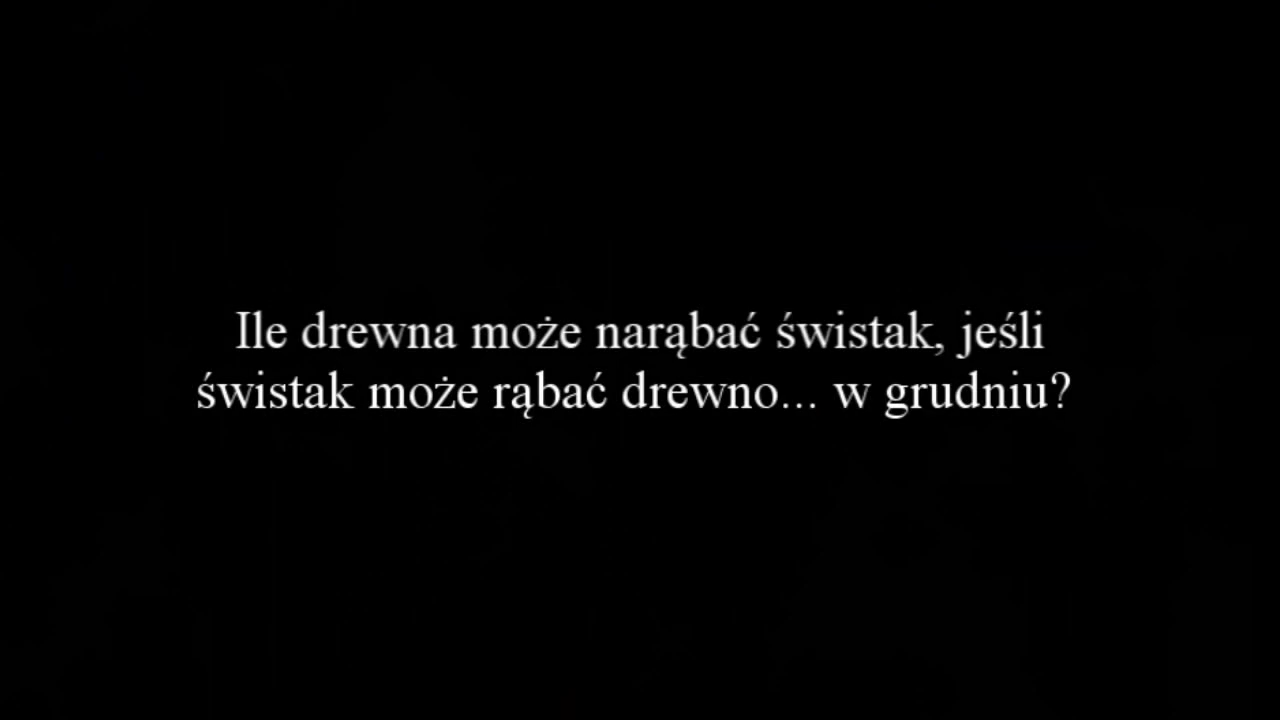 Ile drewna może narąbać świstak, jeśli
świstak może rąbać drewno... w grudniu?